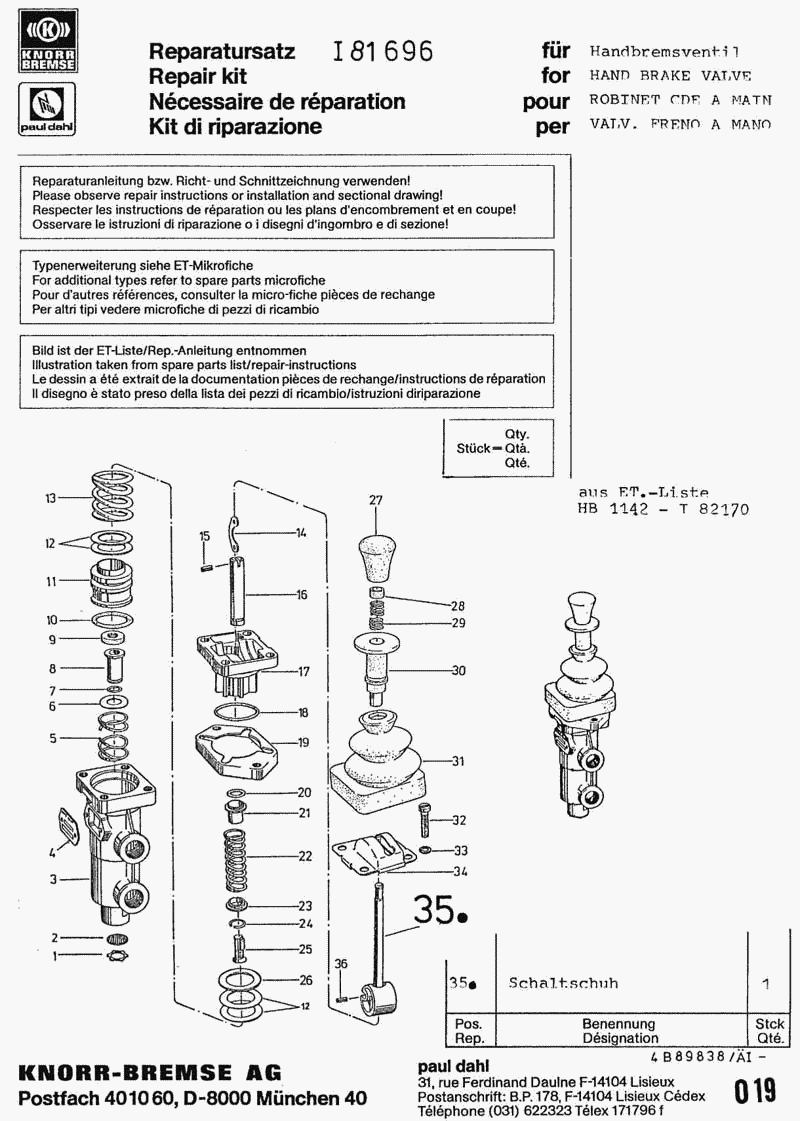 KNORR
BREMSE
paul dahl
Reparatursatz I81696 für Handbremsventil
Repair kit for HAND BRAKE VALVE
Nécessaire de réparation pour ROBINET CDE A MAIN
Kit di riparazione per VALV. FRENO A MANO
Reparaturanleitung bzw. Richt- und Schnittzeichnung verwenden!
Please observe repair instructions or installation and sectional drawing!
Respecter les instructions de réparation ou les plans d'encombrement et en coupe!
Osservare le istruzioni di riparazione o i disegni d'ingombro e di sezione!
Typenerweiterung siehe ET-Mikrofiche
For additional types refer to spare parts microfiche
Pour d'autres références, consulter la micro-fiche pièces de rechange
Per altri tipi vedere microfiche di pezzi di ricambio
Bild ist der ET-Liste/Rep.-Anleitung entnommen
Illustration taken from spare parts list/repair-instructions
Le dessin a été extrait de la documentation pièces de rechange/instructions de réparation
Il disegno è stato preso della lista dei pezzi di ricambio/istruzioni diriparazione
Qty.
Stück=Qtà.
Qté.
aus ET.-Liste
HB 1142 - T 82170
13
12
11
10
9
8
7
6
5
4
3
2
1
15
14
16
17
18
19
20
21
22
23
24
25
26
12
27
28
29
30
31
32
33
34
35.
36
35. Schaltschuh 1
Pos. Benennung Stck
Rep. Désignation Qté.
4B89838/ÄI -
KNORR-BREMSE AG
Postfach 401060, D-8000 München 40
paul dahl
31, rue Ferdinand Daulne F-14104 Lisieux
Postanschrift: B.P. 178, F-14104 Lisieux Cédex
Téléphone (031) 622323 Télex 171796 f
019